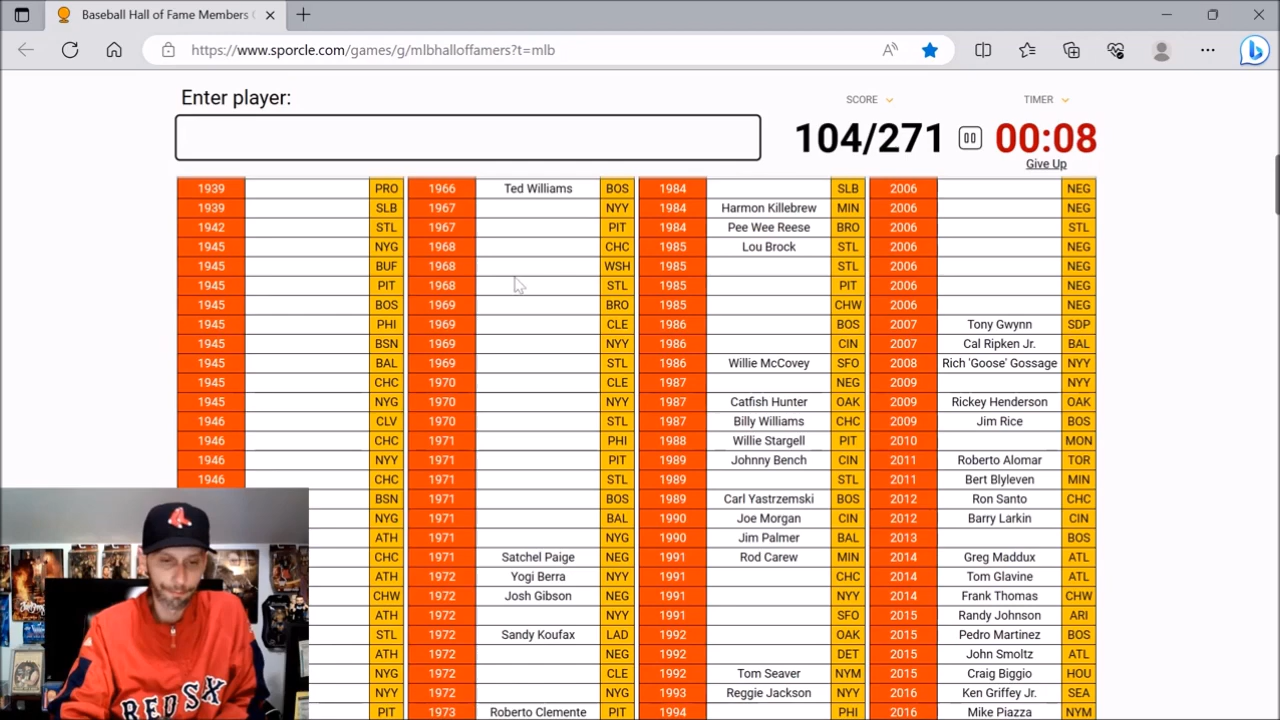 Baseball Hall of Fame Members (
https://www.sporcle.com/games/g/mlbhalloffamers?t=mlb
Enter player:
SCORE
TIMER
104/271
00:08
Give Up
1939 PRO 1966 Ted Williams BOS 1984 SLB 2006 NEG
1939 SLB 1967 NYY 1984 Harmon Killebrew MIN 2006 NEG
1942 STL 1967 PIT 1984 Pee Wee Reese BRO 2006 STL
1945 NYG 1968 CHC 1985 Lou Brock STL 2006 NEG
1945 BUF 1968 WSH 1985 STL 2006 NEG
1945 PIT 1968 STL 1985 PIT 2006 NEG
1945 BOS 1969 BRO 1985 CHW 2006 NEG
1945 PHI 1969 CLE 1986 BOS 2007 Tony Gwynn SDP
1945 BSN 1969 NYY 1986 CIN 2007 Cal Ripken Jr. BAL
1945 BAL 1969 STL 1986 Willie McCovey SFO 2008 Rich 'Goose' Gossage NYY
1945 CHC 1970 CLE 1987 NEG 2009 NYY
1945 NYG 1970 NYY 1987 Catfish Hunter OAK 2009 Rickey Henderson OAK
1946 CLV 1970 STL 1987 Billy Williams CHC 2009 Jim Rice BOS
1946 CHC 1971 PHI 1988 Willie Stargell PIT 2010 MON
1946 NYY 1971 PIT 1989 Johnny Bench CIN 2011 Roberto Alomar TOR
1946 CHC 1971 STL 1989 STL 2011 Bert Blyleven MIN
BSN 1971 BOS 1989 Carl Yastrzemski BOS 2012 Ron Santo CHC
NYG 1971 BAL 1990 Joe Morgan CIN 2012 Barry Larkin CIN
ATH 1971 NYG 1990 Jim Palmer BAL 2013 BOS
CHC 1971 Satchel Paige NEG 1991 Rod Carew MIN 2014 Greg Maddux ATL
ATH 1972 Yogi Berra NYY 1991 CHC 2014 Tom Glavine ATL
CHW 1972 Josh Gibson NEG 1991 NYY 2014 Frank Thomas CHW
ATH 1972 NYY 1991 SFO 2015 Randy Johnson ARI
STL 1972 Sandy Koufax LAD 1992 OAK 2015 Pedro Martinez BOS
ATH 1972 NEG 1992 DET 2015 John Smoltz ATL
NYG 1972 CLE 1992 Tom Seaver NYM 2015 Craig Biggio HOU
NYY 1972 NYG 1993 Reggie Jackson NYY 2016 Ken Griffey Jr. SEA
PIT 1973 Roberto Clemente PIT 1994 PHI 2016 Mike Piazza NYM
RED SOX